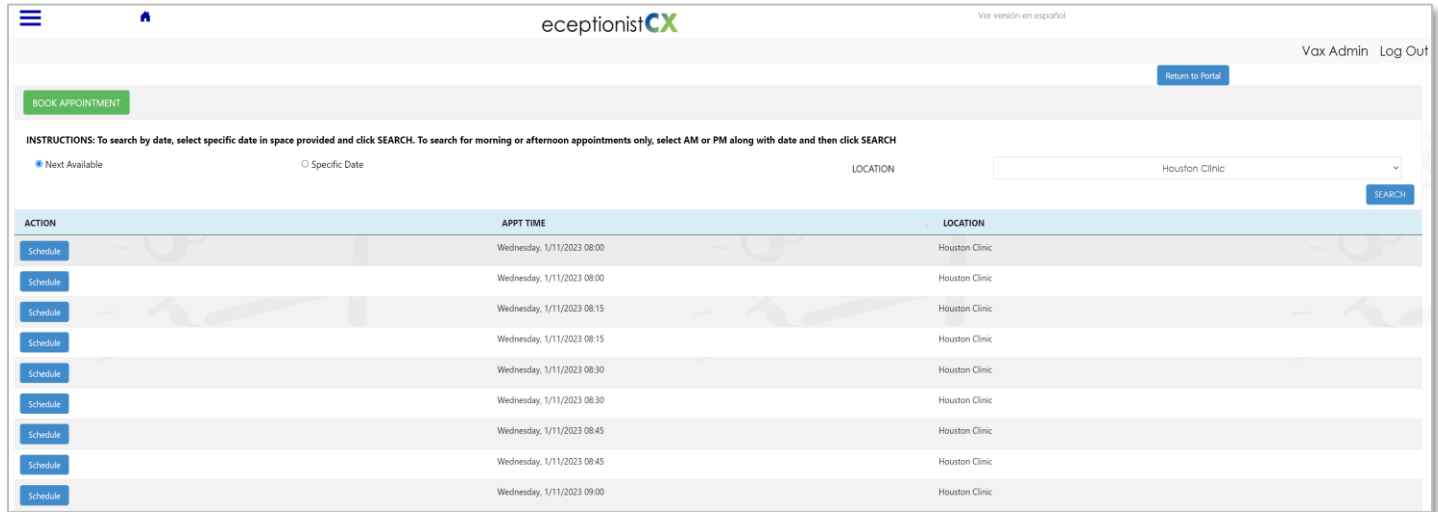 eceptionistCX
Ver versión en español
Vax Admin Log Out
Return to Portal
BOOK APPOINTMENT
INSTRUCTIONS: To search by date, select specific date in space provided and click SEARCH. To search for morning or afternoon appointments only, select AM or PM along with date and then click SEARCH
Next Available Specific Date LOCATION Houston Clinic
SEARCH
ACTION APPT TIME LOCATION
Schedule Wednesday, 1/11/2023 08:00 Houston Clinic
Schedule Wednesday, 1/11/2023 08:00 Houston Clinic
Schedule Wednesday, 1/11/2023 08:15 Houston Clinic
Schedule Wednesday, 1/11/2023 08:15 Houston Clinic
Schedule Wednesday, 1/11/2023 08:30 Houston Clinic
Schedule Wednesday, 1/11/2023 08:30 Houston Clinic
Schedule Wednesday, 1/11/2023 08:45 Houston Clinic
Schedule Wednesday, 1/11/2023 08:45 Houston Clinic
Schedule Wednesday, 1/11/2023 09:00 Houston Clinic